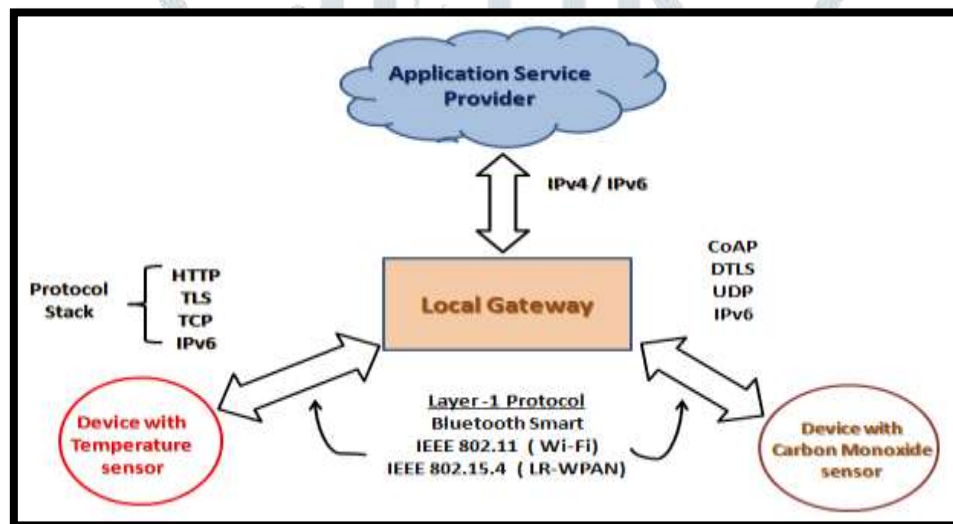 Application Service
Provider
IPv4 / IPv6
CoAP
DTLS
UDP
IPv6
Protocol
Stack
HTTP
TLS
TCP
IPv6
Local Gateway
Layer -1 Protocol
Bluetooth Smart
IEEE 802.11 ( Wi-Fi)
IEEE 802.15.4 ( LR-WPAN)
Device with
Temperature
sensor
Device with
Carbon Monoxide
sensor